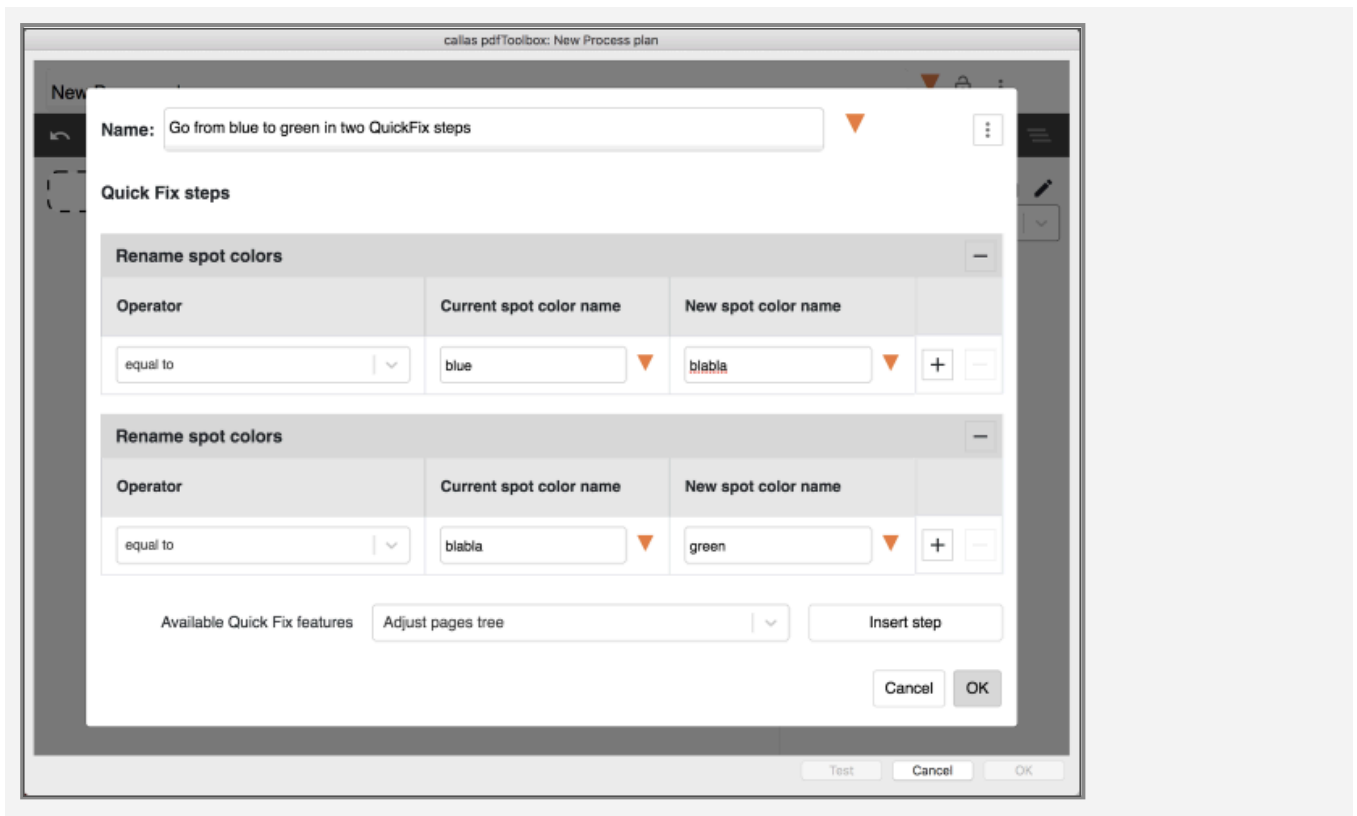 callas pdfToolbox: New Process plan
New
Name: Go from blue to green in two QuickFix steps
Quick Fix steps
Rename spot colors
Operator Current spot color name New spot color name
equal to blue blabla
Rename spot colors
Operator Current spot color name New spot color name
equal to blabla green
Available Quick Fix features Adjust pages tree Insert step
Cancel OK
Test Cancel OK